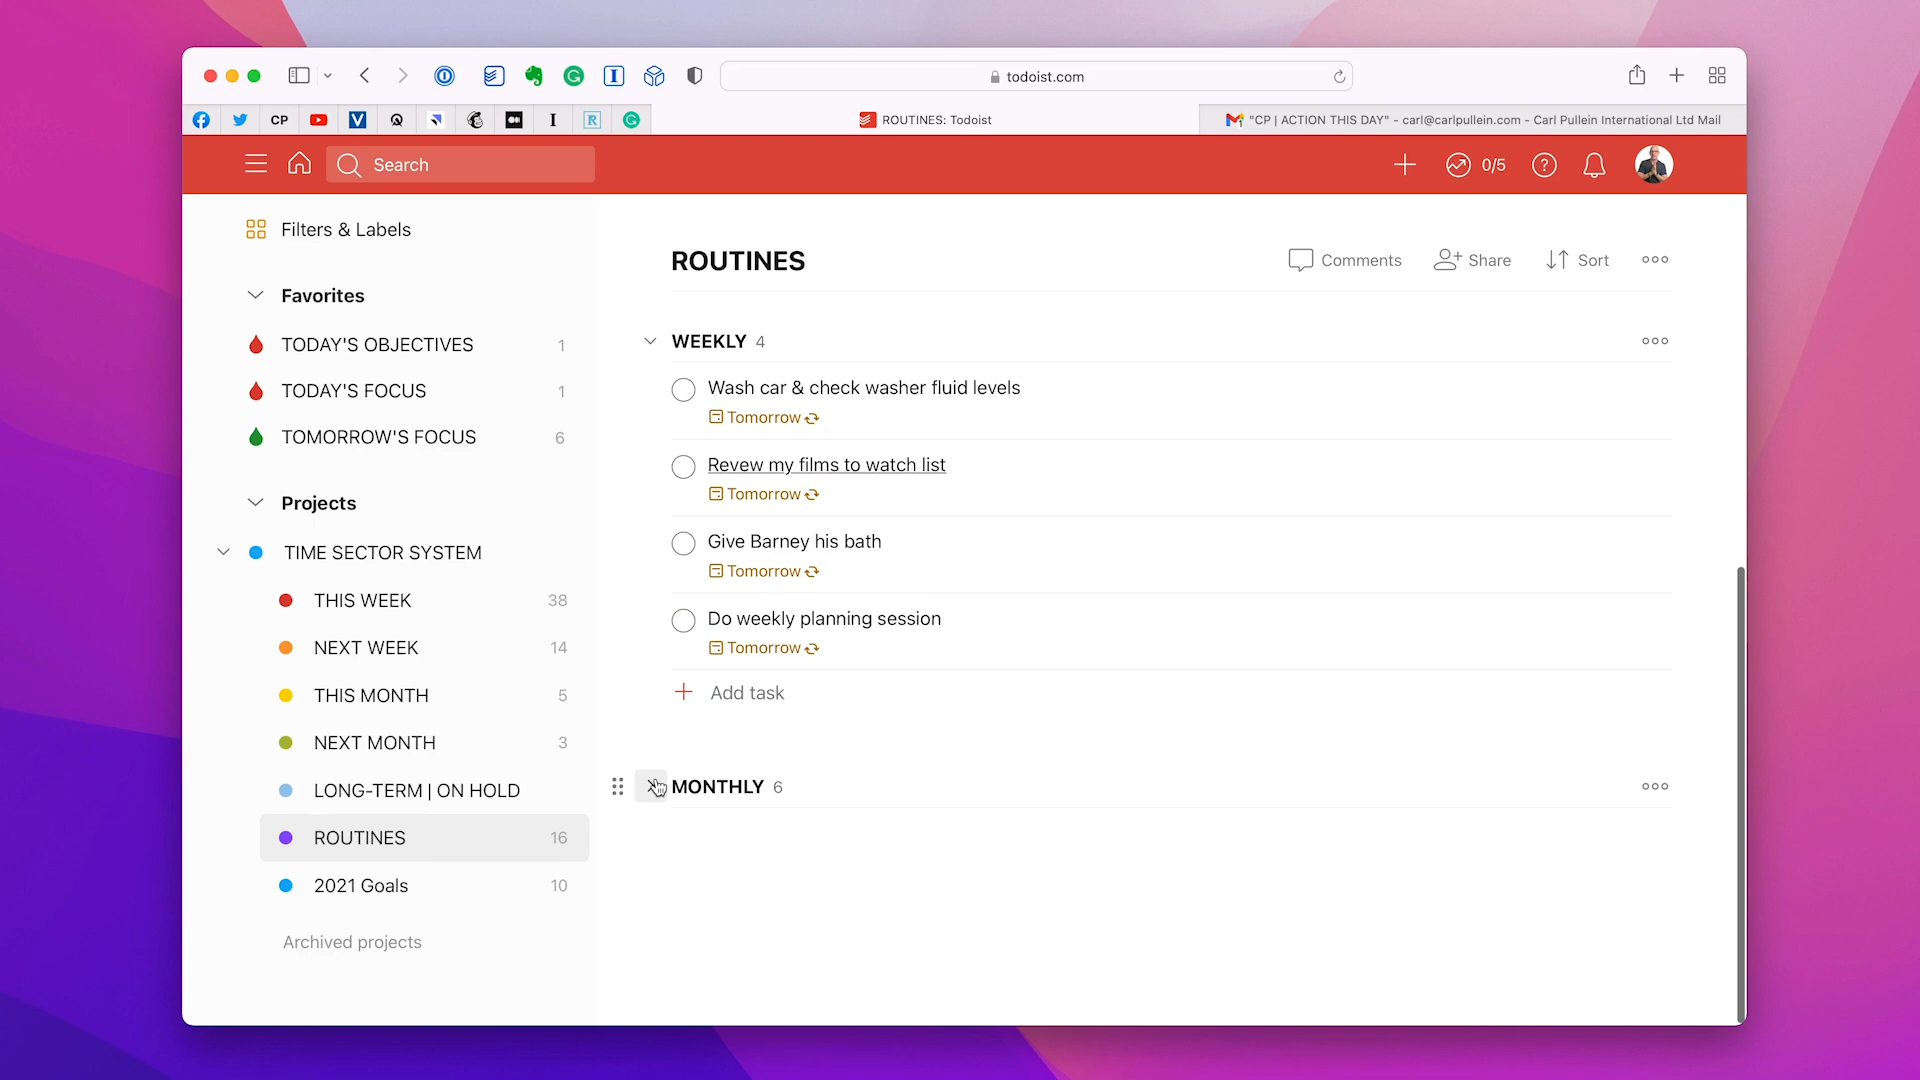 todoist.com
CP
ROUTINES: Todoist
"CP | ACTION THIS DAY" - carl@carlpullein.com - Carl Pullein International Ltd Mail
Search
0/5
Filters & Labels
Favorites
TODAY'S OBJECTIVES 1
TODAY'S FOCUS 1
TOMORROW'S FOCUS 6
Projects
TIME SECTOR SYSTEM
THIS WEEK 38
NEXT WEEK 14
THIS MONTH 5
NEXT MONTH 3
LONG-TERM | ON HOLD
ROUTINES 16
2021 Goals 10
Archived projects
ROUTINES
Comments
Share
Sort
WEEKLY 4
Wash car & check washer fluid levels
Tomorrow
Revew my films to watch list
Tomorrow
Give Barney his bath
Tomorrow
Do weekly planning session
Tomorrow
Add task
MONTHLY 6